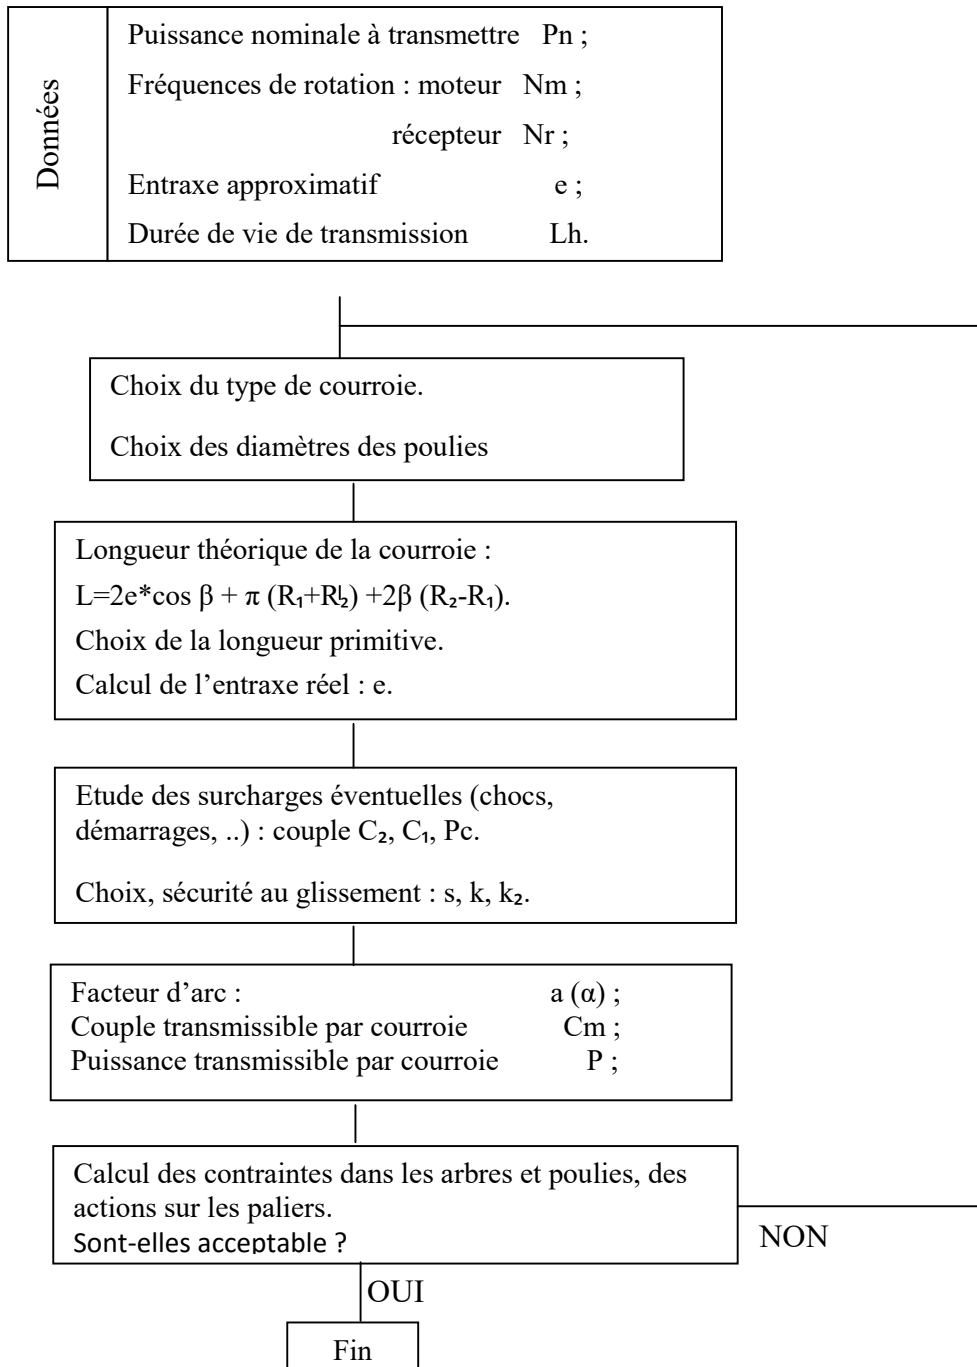 Données
Puissance nominale à transmettre Pn ;
Fréquences de rotation : moteur Nm ;
récepteur Nr ;
Entraxe approximatif e ;
Durée de vie de transmission Lh.
Choix du type de courroie.
Choix des diamètres des poulies
Longueur théorique de la courroie :
L=2e*cos β + π (R₁+R₂) +2β (R₂-R₁).
Choix de la longueur primitive.
Calcul de l’entraxe réel : e.
Etude des surcharges éventuelles (chocs,
démarrages, ..) : couple C₂, C₁, Pc.
Choix, sécurité au glissement : s, k, k₂.
Facteur d’arc : a (α) ;
Couple transmissible par courroie Cm ;
Puissance transmissible par courroie P ;
Calcul des contraintes dans les arbres et poulies, des
actions sur les paliers.
Sont-elles acceptable ?
NON
OUI
Fin